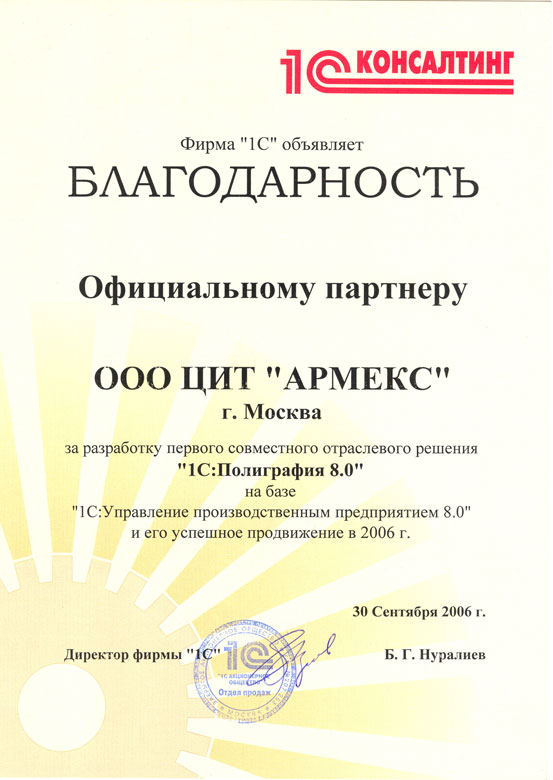 1С КОНСАЛТИНГ
Фирма "1С" объявляет
БЛАГОДАРНОСТЬ
Официальному партнеру
ООО ЦИТ "АРМЕКС"
г. Москва
за разработку первого совместного отраслевого решения
"1С:Полиграфия 8.0"
на базе
"1С:Управление производственным предприятием 8.0"
и его успешное продвижение в 2006 г.
30 Сентября 2006 г.
Директор фирмы "1С"
Б. Г. Нуралиев
1С
"1С АКЦИОНЕРНОЕ
ОБЩЕСТВО"
Отдел продаж
МОСКВА